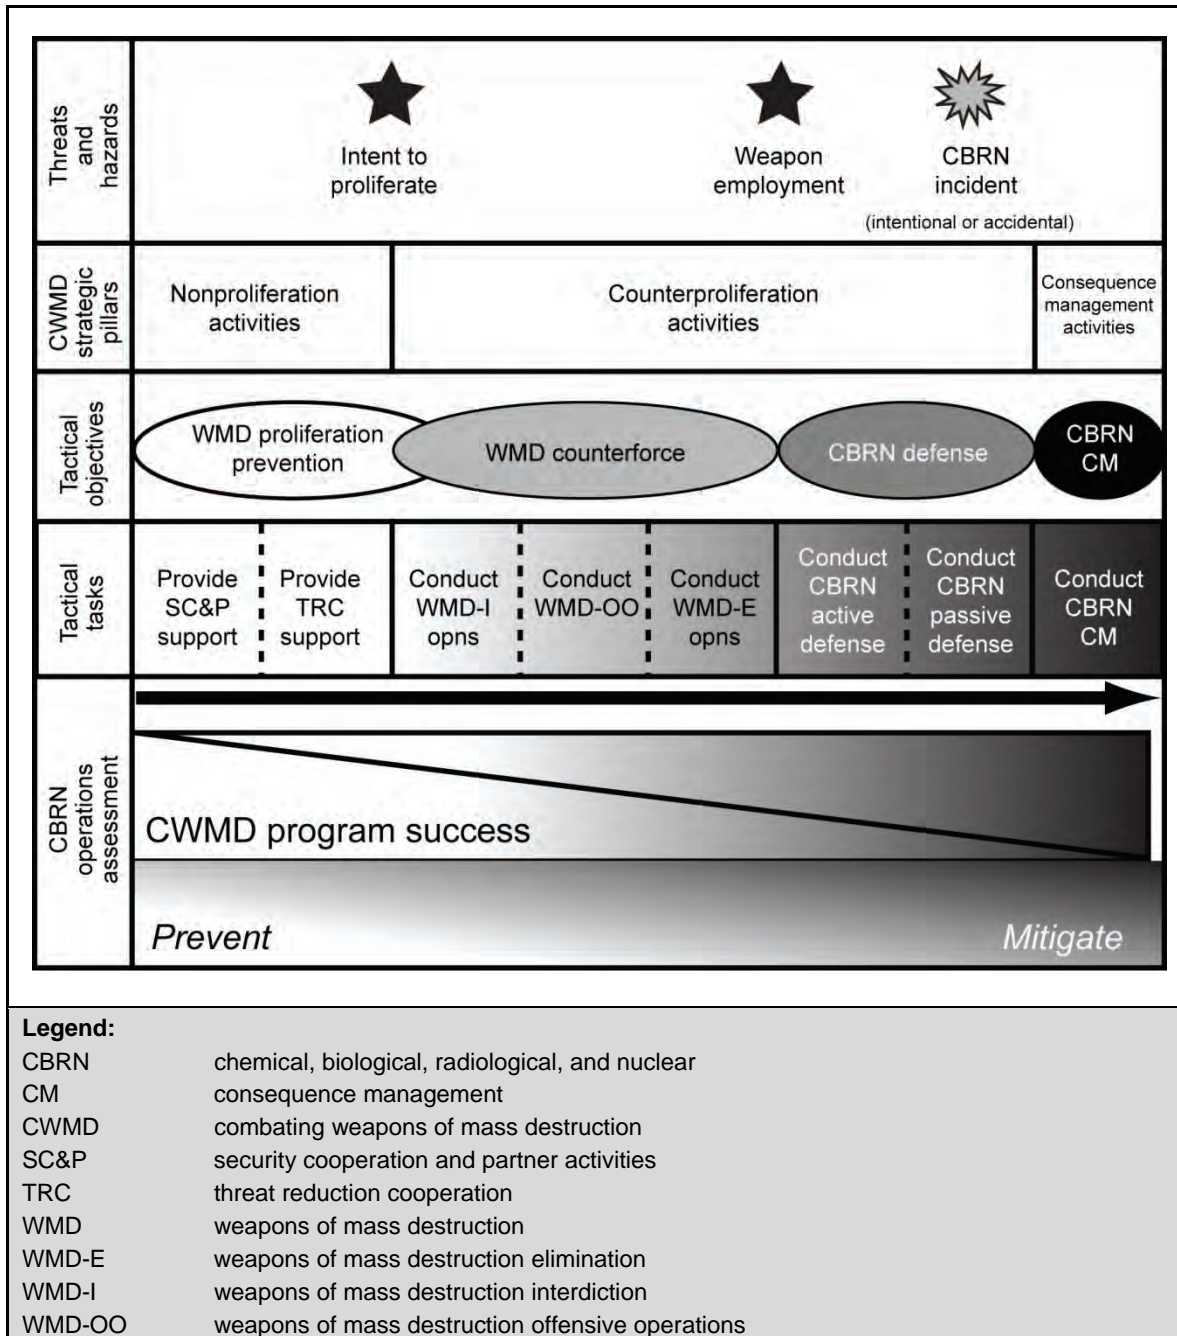 Threats
and
hazards
Intent to
proliferate
Weapon
employment
CBRN
incident
(intentional or accidental)
CWMD
strategic
pillars
Nonproliferation
activities
Counterproliferation
activities
Consequence
management
activities
Tactical
objectives
WMD proliferation
prevention
WMD counterforce
CBRN defense
CBRN
CM
Tactical
tasks
Provide
SC&P
support
Provide
TRC
support
Conduct
WMD-I
opns
Conduct
WMD-OO
Conduct
WMD-E
opns
Conduct
CBRN
active
defense
Conduct
CBRN
passive
defense
Conduct
CBRN
CM
CBRN
operations
assessment
CWMD program success
Prevent
Mitigate
Legend:
CBRN chemical, biological, radiological, and nuclear
CM consequence management
CWMD combating weapons of mass destruction
SC&P security cooperation and partner activities
TRC threat reduction cooperation
WMD weapons of mass destruction
WMD-E weapons of mass destruction elimination
WMD-I weapons of mass destruction interdiction
WMD-OO weapons of mass destruction offensive operations